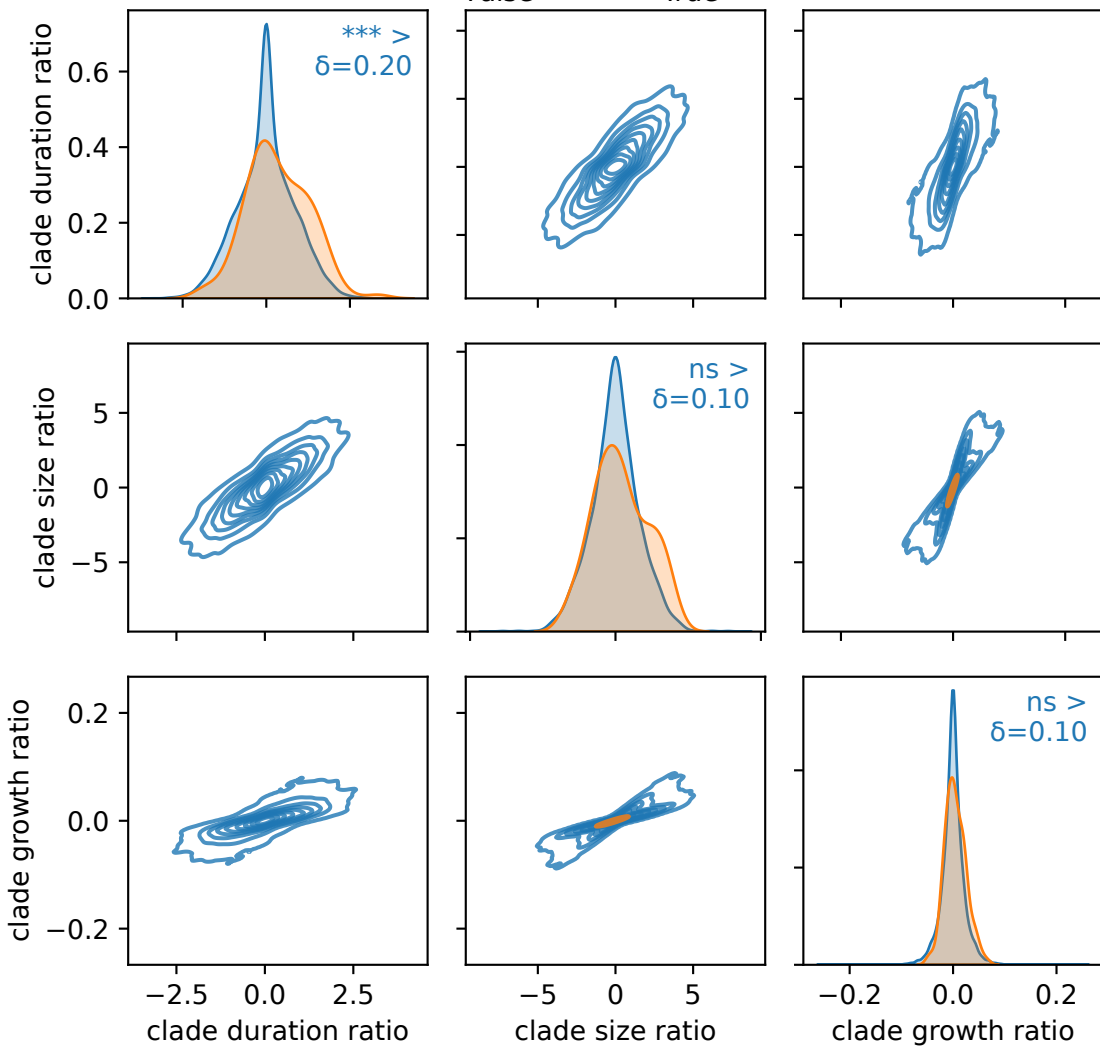 True
clade duration ratio
0.6
0.4
0.2
0.0
*** >
δ=0.20
clade size ratio
5
0
−5
ns >
δ=0.10
clade growth ratio
0.2
0.0
−0.2
ns >
δ=0.10
−2.5 0.0 2.5
−5 0 5
−0.2 0.0 0.2
clade duration ratio
clade size ratio
clade growth ratio